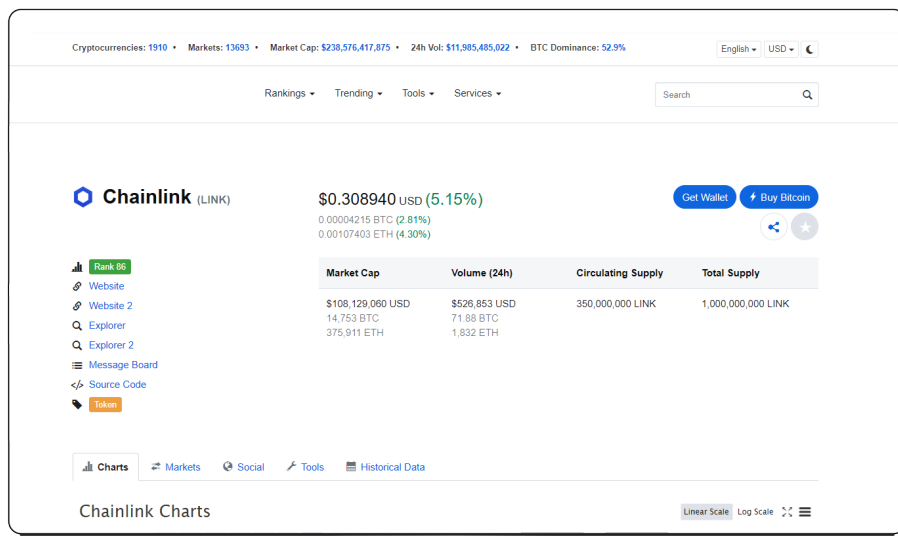 Cryptocurrencies: 1910 • Markets: 13693 • Market Cap: $238,576,417,875 • 24h Vol: $11,985,485,022 • BTC Dominance: 52.9% English USD
Rankings Trending Tools Services Search
Chainlink (LINK)
$0.308940 USD (5.15%)
0.00004215 BTC (2.81%)
0.00107403 ETH (4.30%)
Get Wallet Buy Bitcoin
Rank 86
Website
Website 2
Explorer
Explorer 2
Message Board
Source Code
Token
Market Cap Volume (24h) Circulating Supply Total Supply
$108,129,060 USD $526,853 USD 350,000,000 LINK 1,000,000,000 LINK
14,753 BTC 71.88 BTC
375,911 ETH 1,832 ETH
Charts Markets Social Tools Historical Data
Chainlink Charts Linear Scale Log Scale